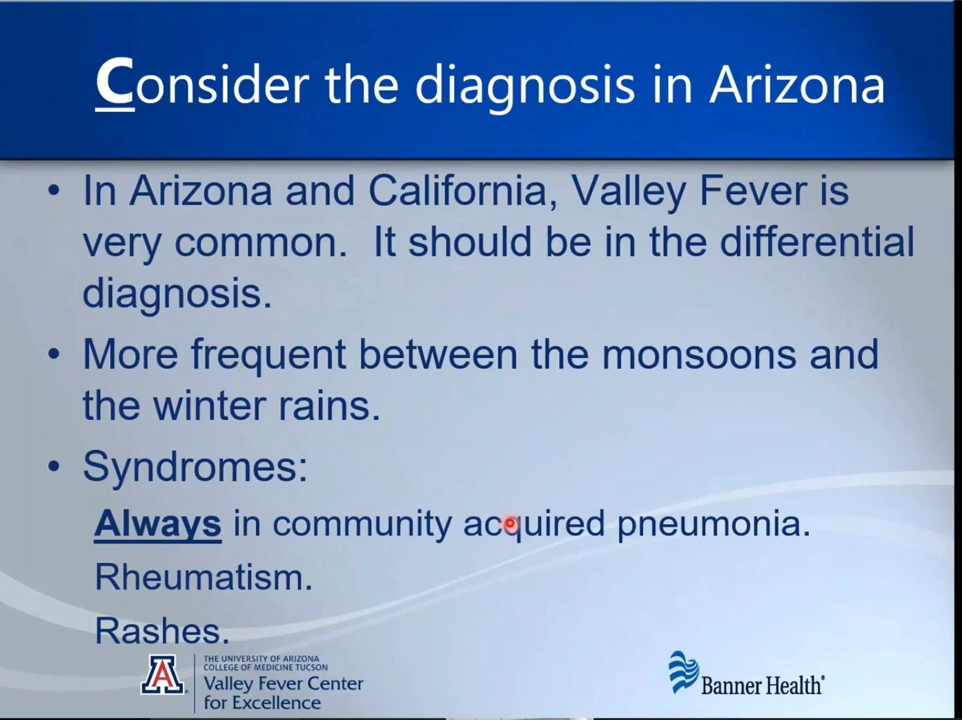 Consider the diagnosis in Arizona
• In Arizona and California, Valley Fever is
very common.  It should be in the differential
diagnosis.
• More frequent between the monsoons and
the winter rains.
• Syndromes:
Always in community acquired pneumonia.
Rheumatism.
Rashes.
A
THE UNIVERSITY OF ARIZONA
COLLEGE OF MEDICINE TUCSON
Valley Fever Center
for Excellence
Banner Health®